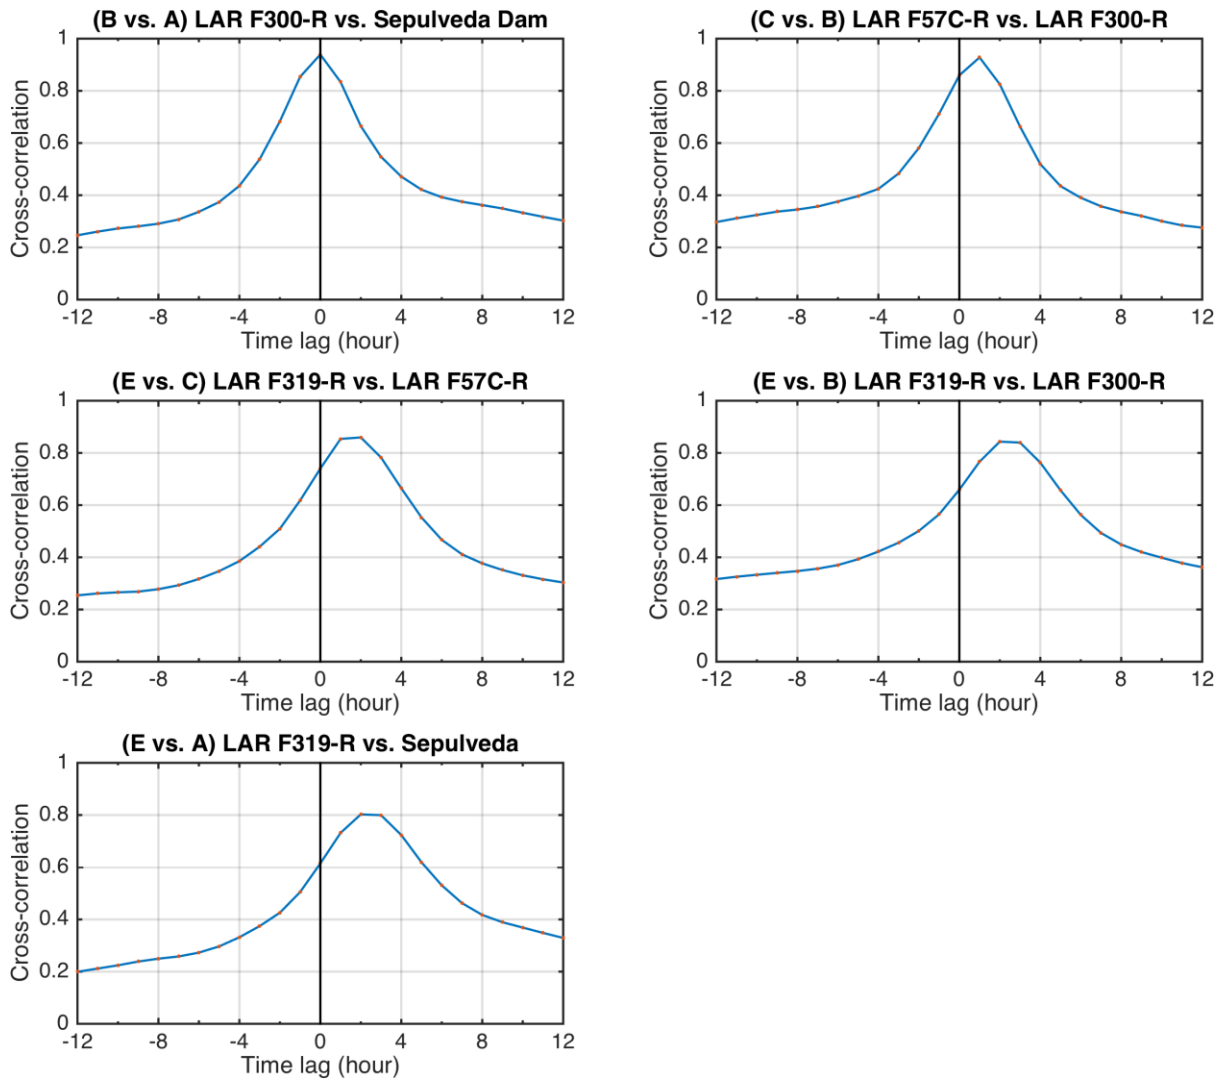 (B vs. A) LAR F300-R vs. Sepulveda Dam
1
0.8
0.6
0.4
0.2
0
Cross-correlation
-12 -8 -4 0 4 8 12
Time lag (hour)
(C vs. B) LAR F57C-R vs. LAR F300-R
1
0.8
0.6
0.4
0.2
0
Cross-correlation
-12 -8 -4 0 4 8 12
Time lag (hour)
(E vs. C) LAR F319-R vs. LAR F57C-R
1
0.8
0.6
0.4
0.2
0
Cross-correlation
-12 -8 -4 0 4 8 12
Time lag (hour)
(E vs. B) LAR F319-R vs. LAR F300-R
1
0.8
0.6
0.4
0.2
0
Cross-correlation
-12 -8 -4 0 4 8 12
Time lag (hour)
(E vs. A) LAR F319-R vs. Sepulveda
1
0.8
0.6
0.4
0.2
0
Cross-correlation
-12 -8 -4 0 4 8 12
Time lag (hour)